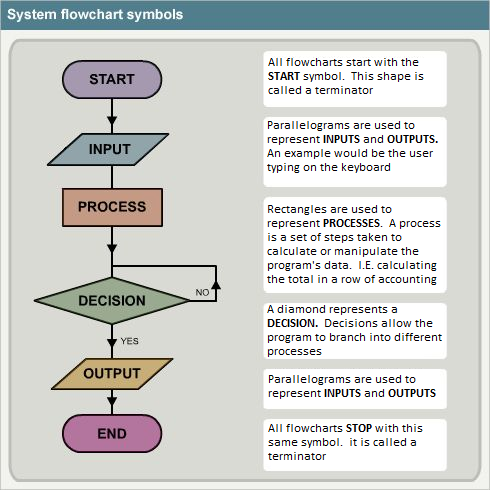 System flowchart symbols
START
All flowcharts start with the
START symbol.  This shape is
called a terminator
INPUT
Parallelograms are used to
represent INPUTS and OUTPUTS.
An example would be the user
typing on the keyboard
PROCESS
Rectangles are used to
represent PROCESSES.  A process
is a set of steps taken to
calculate or manipulate the
program's data.  I.E. calculating
the total in a row of accounting
DECISION
NO
YES
A diamond represents a
DECISION.  Decisions allow the
program to branch into different
processes
OUTPUT
Parallelograms are used to
represent INPUTS and OUTPUTS
END
All flowcharts STOP with this
same symbol.  it is called a
terminator